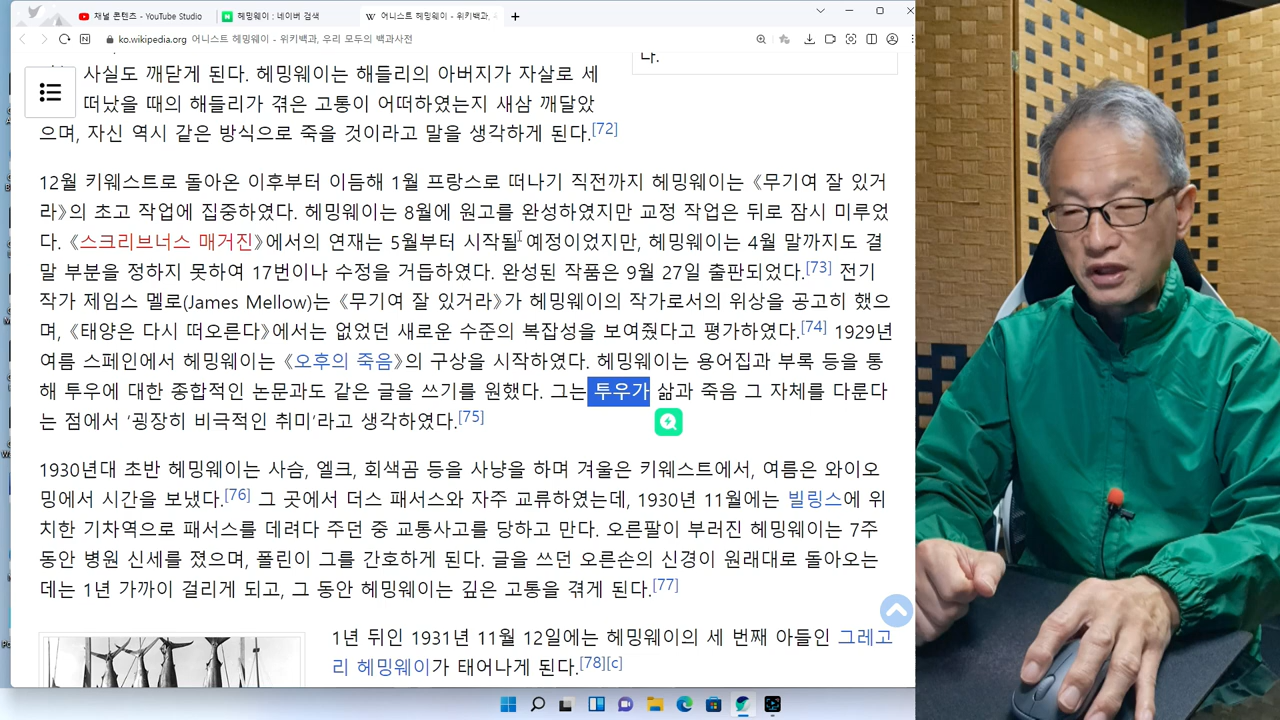 재널 콘텐츠 - YouTube Studio
헤밍웨이 : 네이버 검색
어니스트 헤밍웨이 - 위키백과,
ko.wikipedia.org 어니스트 헤밍웨이 - 위키백과, 우리 모두의 백과사전
다.
사실도 깨닫게 된다. 헤밍웨이는 해들리의 아버지가 자살로 세
떠났을 때의 해들리가 겪은 고통이 어떠하였는지 새삼 깨달았
으며, 자신 역시 같은 방식으로 죽을 것이라고 말을 생각하게 된다.[72]
12월 키웨스트로 돌아온 이후부터 이듬해 1월 프랑스로 떠나기 직전까지 헤밍웨이는 《무기여 잘 있거
라》의 초고 작업에 집중하였다. 헤밍웨이는 8월에 원고를 완성하였지만 교정 작업은 뒤로 잠시 미루었
다. 《스크리브너스 매거진》에서의 연재는 5월부터 시작될 예정이었지만, 헤밍웨이는 4월 말까지도 결
말 부분을 정하지 못하여 17번이나 수정을 거듭하였다. 완성된 작품은 9월 27일 출판되었다.[73] 전기
작가 제임스 멜로(James Mellow)는 《무기여 잘 있거라》가 헤밍웨이의 작가로서의 위상을 공고히 했으
며, 《태양은 다시 떠오른다》에서는 없었던 새로운 수준의 복잡성을 보여줬다고 평가하였다.[74] 1929년
여름 스페인에서 헤밍웨이는 《오후의 죽음》의 구상을 시작하였다. 헤밍웨이는 용어집과 부록 등을 통
해 투우에 대한 종합적인 논문과도 같은 글을 쓰기를 원했다. 그는 투우가 삶과 죽음 그 자체를 다룬다
는 점에서 ‘굉장히 비극적인 취미’라고 생각하였다.[75]
1930년대 초반 헤밍웨이는 사슴, 엘크, 회색곰 등을 사냥을 하며 겨울은 키웨스트에서, 여름은 와이오
밍에서 시간을 보냈다.[76] 그 곳에서 더스 패서스와 자주 교류하였는데, 1930년 11월에는 빌링스에 위
치한 기차역으로 패서스를 데려다 주던 중 교통사고를 당하고 만다. 오른팔이 부러진 헤밍웨이는 7주
동안 병원 신세를 졌으며, 폴린이 그를 간호하게 된다. 글을 쓰던 오른손의 신경이 원래대로 돌아오는
데는 1년 가까이 걸리게 되고, 그 동안 헤밍웨이는 깊은 고통을 겪게 된다.[77]
1년 뒤인 1931년 11월 12일에는 헤밍웨이의 세 번째 아들인 그레고
리 헤밍웨이가 태어나게 된다.[78][c]